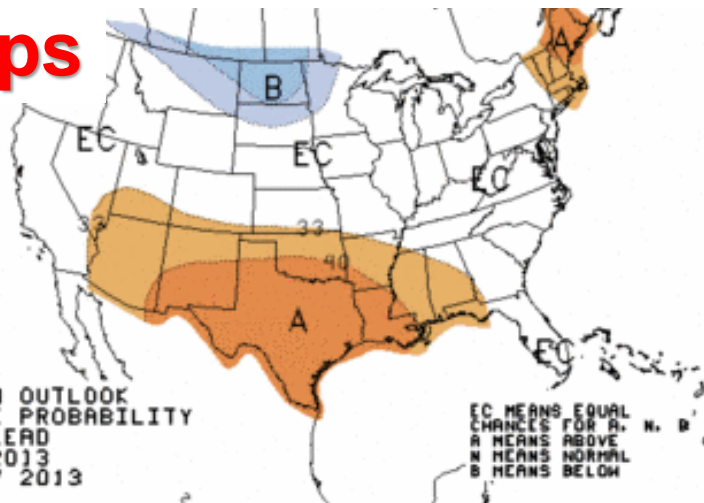 ps
A
B
EC
EC
EC
33
33
40
A
EC
OUTLOOK
PROBABILITY
EAD
2013
2013
EC MEANS EQUAL
CHANCES FOR A, N, B
A MEANS ABOVE
N MEANS NORMAL
B MEANS BELOW